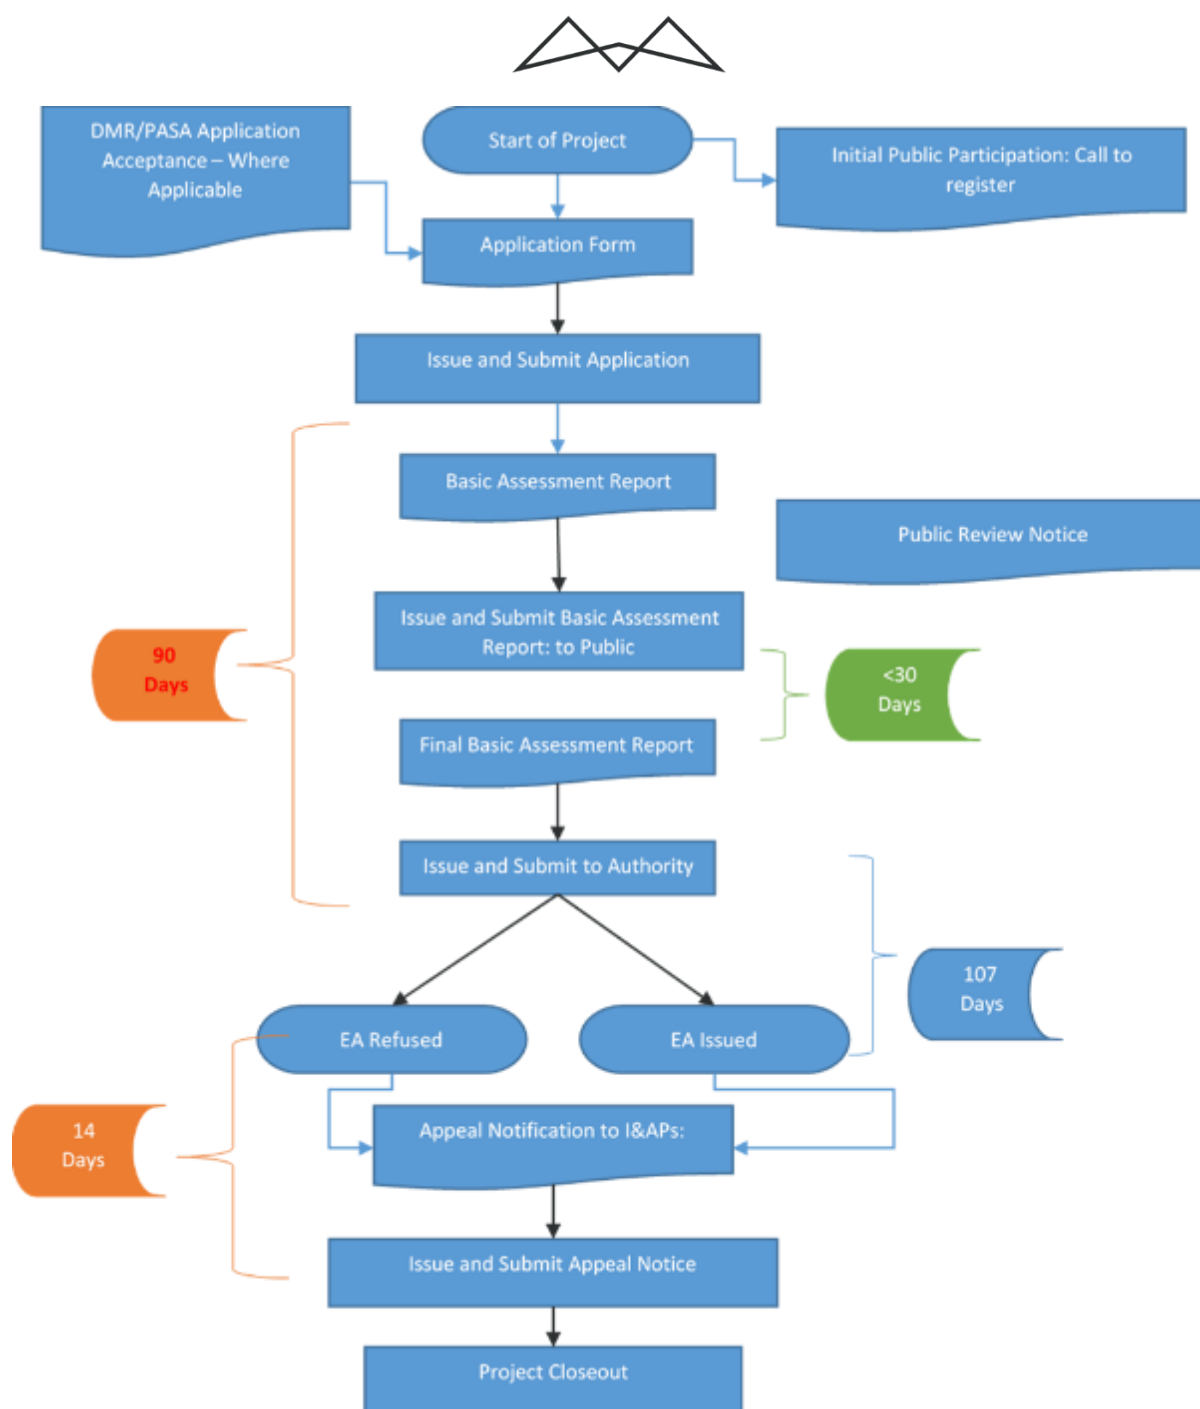 DMR/PASA Application
Acceptance – Where
Applicable
Start of Project
Initial Public Participation: Call to
register
Application Form
Issue and Submit Application
Basic Assessment Report
Public Review Notice
Issue and Submit Basic Assessment
Report: to Public
90
Days
<30
Days
Final Basic Assessment Report
Issue and Submit to Authority
107
Days
EA Refused
EA Issued
14
Days
Appeal Notification to I&APs:
Issue and Submit Appeal Notice
Project Closeout